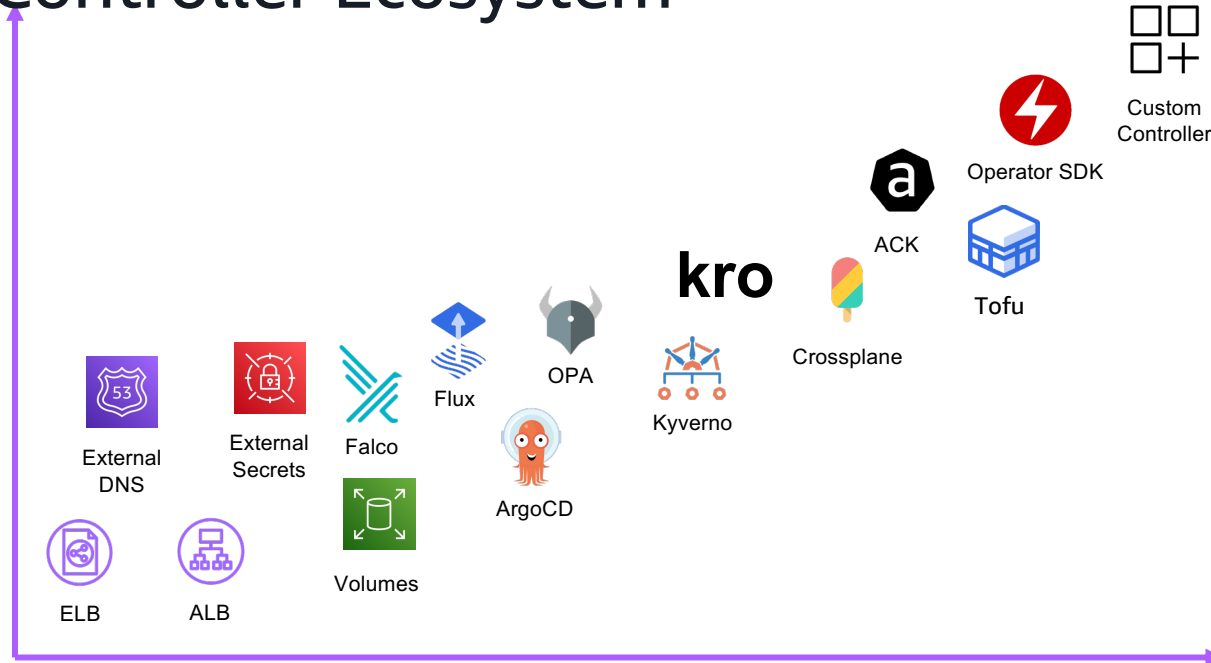 Controller Ecosystem
Custom
Controller
Operator SDK
a
ACK
kro
Tofu
Crossplane
OPA
Flux
Kyverno
53
External
DNS
External
Secrets
Falco
ArgoCD
Volumes
ELB
ALB